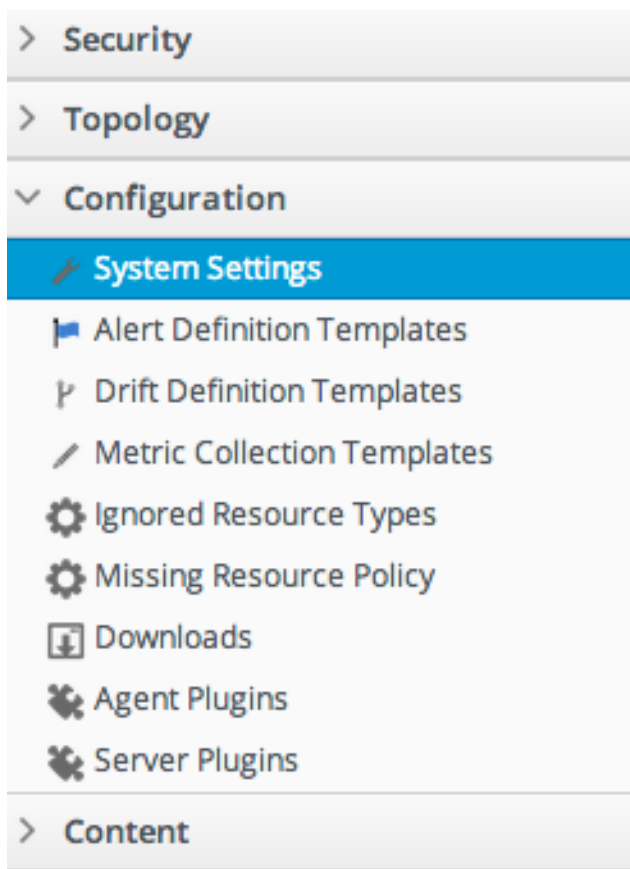 Security
Topology
Configuration
System Settings
Alert Definition Templates
Drift Definition Templates
Metric Collection Templates
Ignored Resource Types
Missing Resource Policy
Downloads
Agent Plugins
Server Plugins
Content